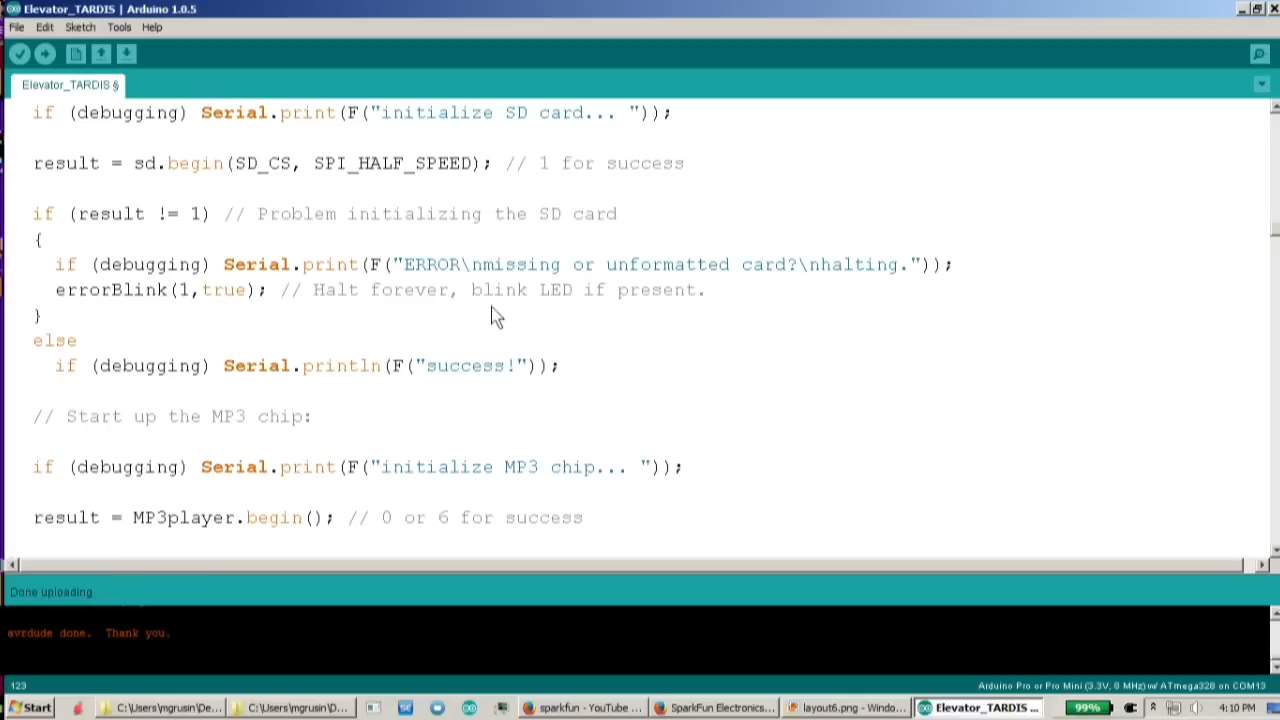 Elevator_TARDIS | Arduino 1.0.5
File Edit Sketch Tools Help
Elevator_TARDIS §
if (debugging) Serial.print(F("initialize SD card... "));
result = sd.begin(SD_CS, SPI_HALF_SPEED); // 1 for success
if (result != 1) // Problem initializing the SD card
{
if (debugging) Serial.print(F("ERROR\nmissing or unformatted card?\nhalting."));
errorBlink(1,true); // Halt forever, blink LED if present.
}
else
if (debugging) Serial.println(F("success!"));
// Start up the MP3 chip:
if (debugging) Serial.print(F("initialize MP3 chip... "));
result = MP3player.begin(); // 0 or 6 for success
Done uploading
avrdude done. Thank you.
123 Arduino Pro or Pro Mini (3.3V, 8 MHz) w/ ATmega328 on COM13
Start C:\Users\mgrusin\De... C:\Users\mgrusin\D... sparkfun - YouTube ... SparkFun Electronics... layout6.png - Windo... Elevator_TARDIS ... 99% 4:10 PM